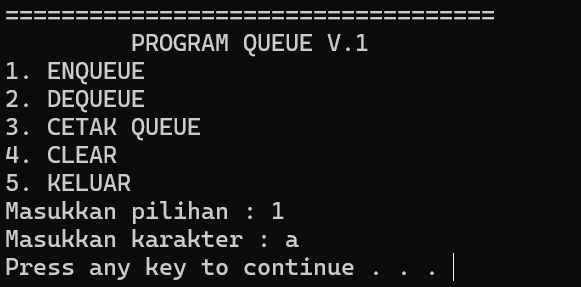 ===================================
PROGRAM QUEUE V.1
1. ENQUEUE
2. DEQUEUE
3. CETAK QUEUE
4. CLEAR
5. KELUAR
Masukkan pilihan : 1
Masukkan karakter : a
Press any key to continue . . .